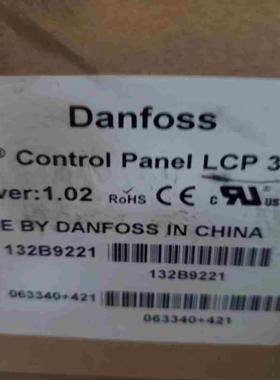 Danfoss
® Control Panel LCP 3
ver:1.02 RoHS CE c UR us
E BY DANFOSS IN CHINA
132B9221
132B9221
063340+421
063340+421